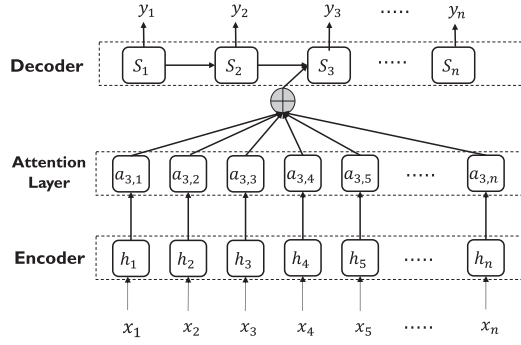 y₁ y₂ y₃ ..... yₙ
Decoder S₁ S₂ S₃ ..... Sₙ
Attention Layer a₃,₁ a₃,₂ a₃,₃ a₃,₄ a₃,₅ ..... a₃,ₙ
Encoder h₁ h₂ h₃ h₄ h₅ ..... hₙ
x₁ x₂ x₃ x₄ x₅ ..... xₙ